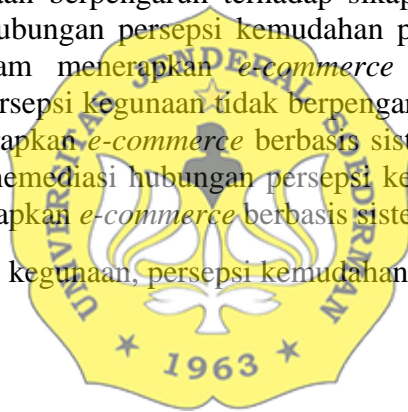 an berpengaruh terhadap sikap
hubungan persepsi kemudahan p
am menerapkan e-commerce
ersepsi kegunaan tidak berpengar
apkan e-commerce berbasis sist
memediasi hubungan persepsi ke
apkan e-commerce berbasis siste
kegunaan, persepsi kemudahan
UNIVERSITAS JENDERAL SOEDIRMAN
1963